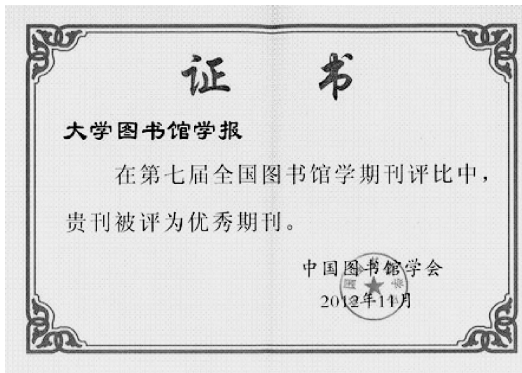 证 书
大学图书馆学报
在第七届全国图书馆学期刊评比中，
贵刊被评为优秀期刊。
中国图书馆学会
2012年11月